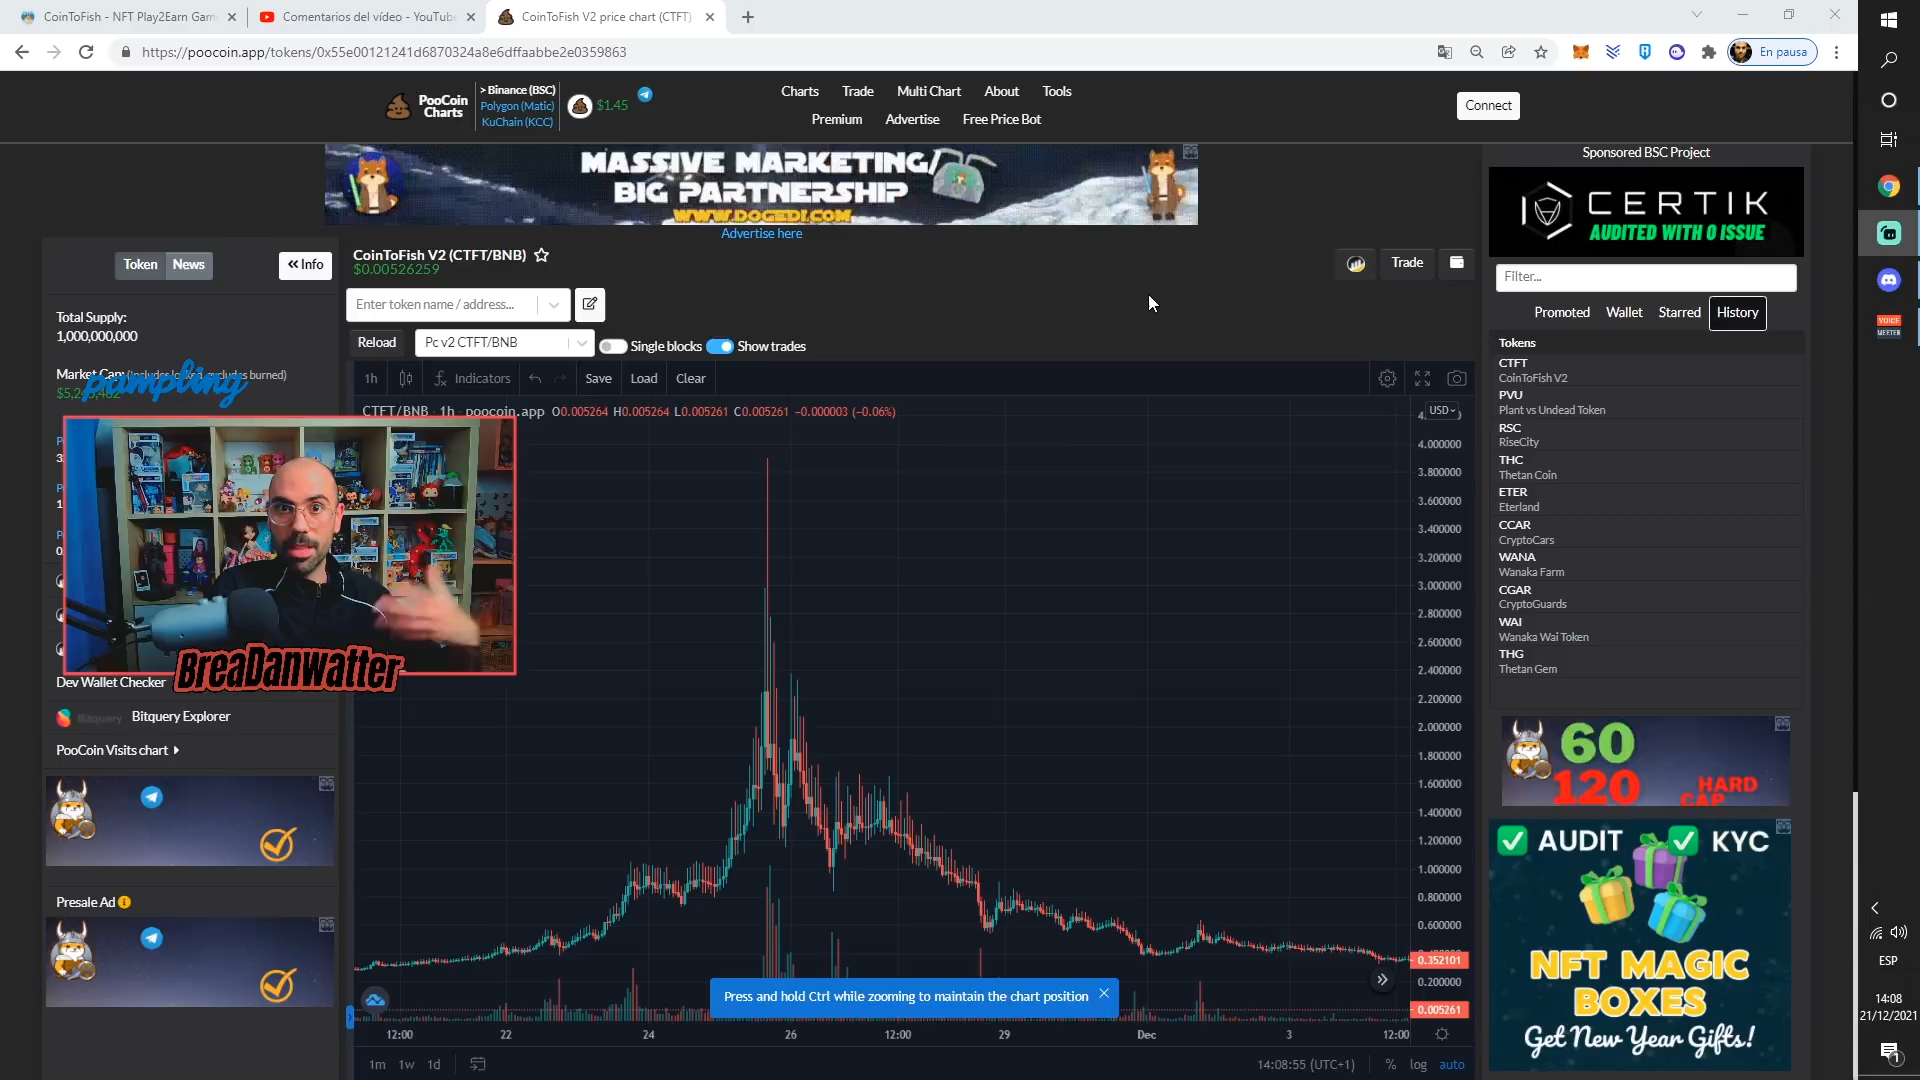 CoinToFish - NFT Play2Earn Gam
Comentarios del vídeo - YouTube
CoinToFish V2 price chart (CTFT)
https://poocoin.app/tokens/0x55e00121241d6870324a8e6dffaabbe2e0359863
En pausa
PooCoin Charts
> Binance (BSC)
Polygon (Matic)
KuChain (KCC)
$1.45
Charts Trade Multi Chart About Tools
Premium Advertise Free Price Bot
Connect
MASSIVE MARKETING/
BIG PARTNERSHIP
WWW.DOGEDI.COM
Advertise here
Sponsored BSC Project
CERTIK
AUDITED WITH 0 ISSUE
Token News
Info
Total Supply:
1,000,000,000
Market Cap: (includes locked, excludes burned)
pampling
BreaDanwatter
Dev Wallet Checker
Bitquery Bitquery Explorer
PooCoin Visits chart
Presale Ad
CoinToFish V2 (CTFT/BNB)
$0.00526259
Trade
Enter token name / address...
Reload
Pc v2 CTFT/BNB
Single blocks
Show trades
1h
Indicators
Save
Load
Clear
CTFT/BNB · 1h · poocoin.app O0.005264 H0.005264 L0.005261 C0.005261 −0.000003 (−0.06%)
USD
4.000000
3.800000
3.600000
3.400000
3.200000
3.000000
2.800000
2.600000
2.400000
2.200000
2.000000
1.800000
1.600000
1.400000
1.200000
1.000000
0.800000
0.600000
0.352101
0.200000
0.005261
Press and hold Ctrl while zooming to maintain the chart position
12:00 22 24 26 12:00 29 Dec 3 12:00
1m 1w 1d
14:08:55 (UTC+1)
% log auto
Filter...
Promoted Wallet Starred History
Tokens
CTFT
CoinToFish V2
PVU
Plant vs Undead Token
RSC
RiseCity
THC
Thetan Coin
ETER
Eterland
CCAR
CryptoCars
WANA
Wanaka Farm
CGAR
CryptoGuards
WAI
Wanaka Wai Token
THG
Thetan Gem
60
120
HARD
CAP
AUDIT KYC
NFT MAGIC
BOXES
Get New Year Gifts!
VOICE
MEETER
ESP
14:08
21/12/2021
1